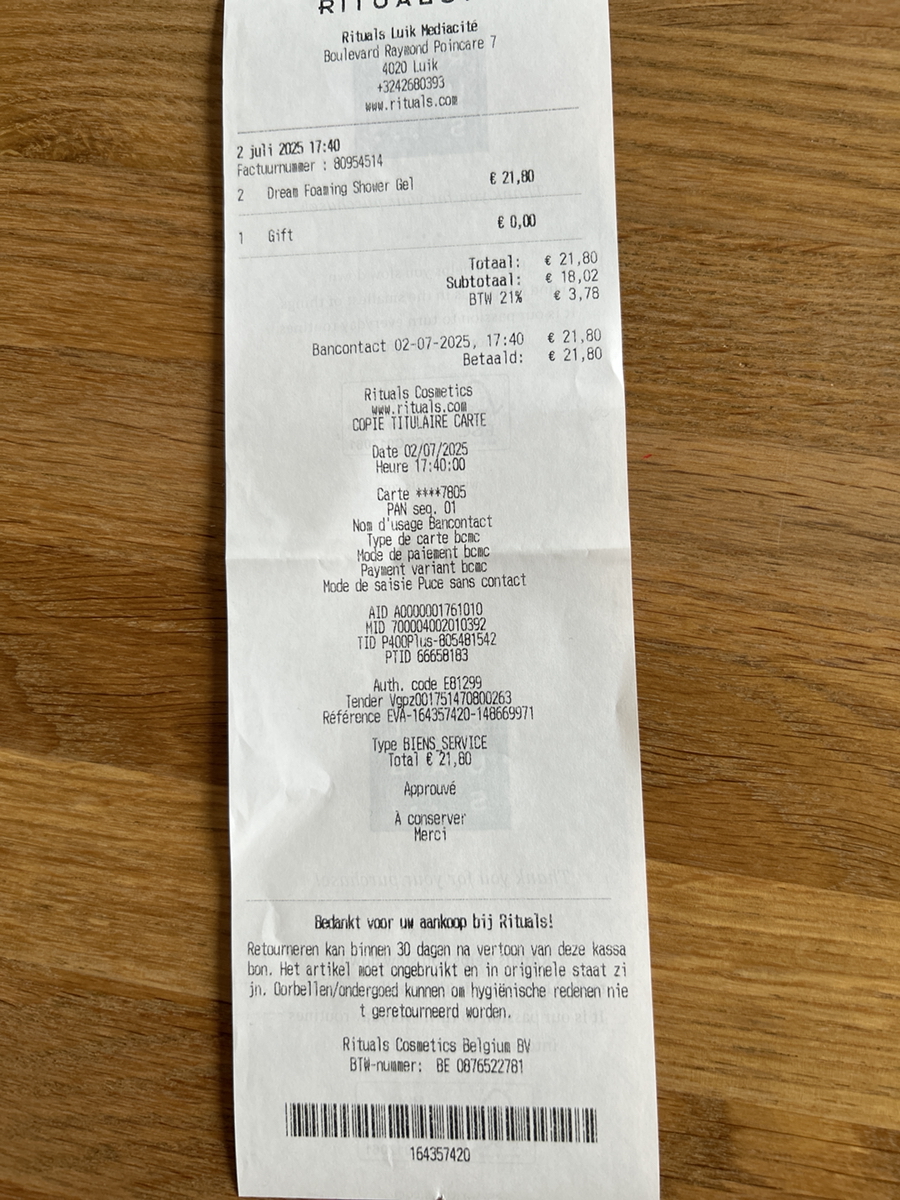 RITUALS.
Rituals Luik Mediacité
Boulevard Raymond Poincare 7
4020 Luik
+3242680393
www.rituals.com
2 juli 2025 17:40
Factuurnummer : 80954514
2 Dream Foaming Shower Gel € 21,80
1 Gift € 0,00
Totaal: € 21,80
Subtotaal: € 18,02
BTW 21% € 3,78
Bancontact 02-07-2025, 17:40 € 21,80
Betaald: € 21,80
Rituals Cosmetics
www.rituals.com
COPIE TITULAIRE CARTE
Date 02/07/2025
Heure 17:40:00
Carte ****7805
PAN seq. 01
Nom d'usage Bancontact
Type de carte bcmc
Mode de paiement bcmc
Payment variant bcmc
Mode de saisie Puce sans contact
AID A0000001761010
MID 700004002010392
TID P400Plus-805481542
PTID 66658183
Auth. code E81299
Tender Vgpz001751470800263
Référence EVA-164357420-148669971
Type BIENS_SERVICE
Total € 21,80
Approuvé
À conserver
Merci
Thank you for your purchase!
Bedankt voor uw aankoop bij Rituals!
Retourneren kan binnen 30 dagen na vertoon van deze kassa
bon. Het artikel moet ongebruikt en in originele staat zi
jn. Oorbellen/ondergoed kunnen om hygiënische redenen nie
t geretourneerd worden.
Rituals Cosmetics Belgium BV
BTW-nummer: BE 0876522781
164357420